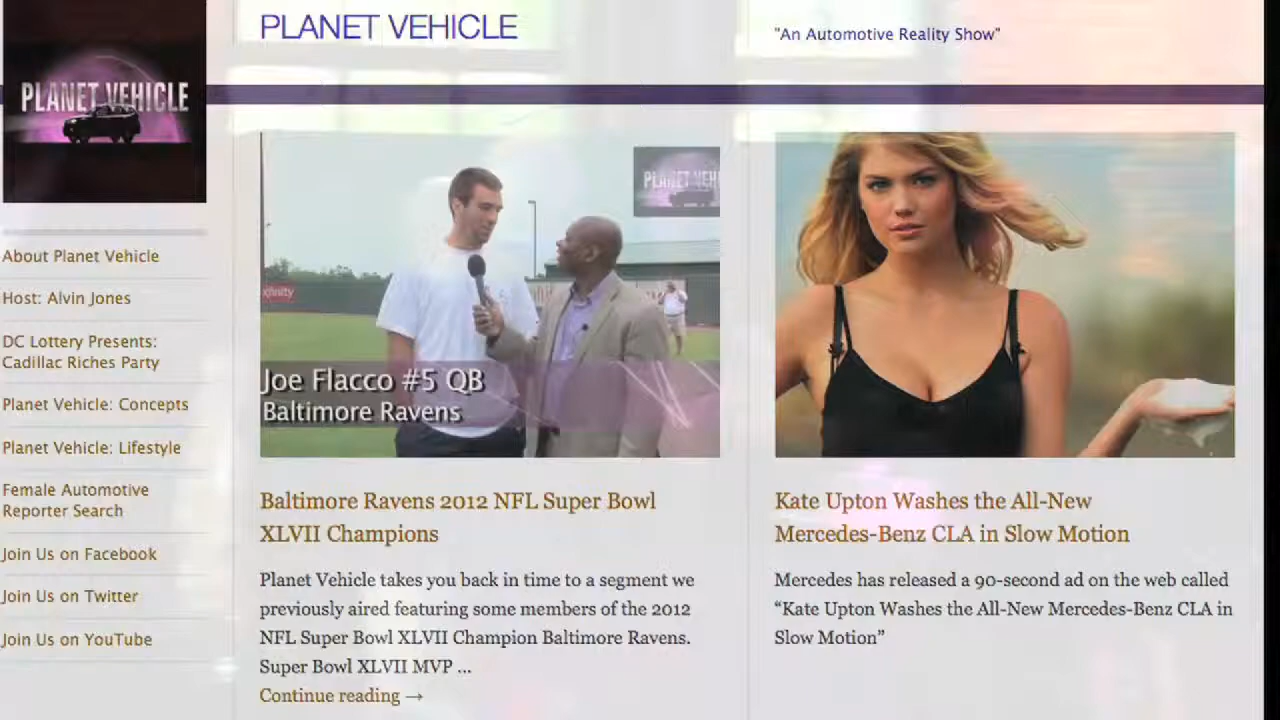 PLANET VEHICLE
"An Automotive Reality Show"
PLANET VEHICLE
About Planet Vehicle
Host: Alvin Jones
DC Lottery Presents:
Cadillac Riches Party
Planet Vehicle: Concepts
Planet Vehicle: Lifestyle
Female Automotive
Reporter Search
Join Us on Facebook
Join Us on Twitter
Join Us on YouTube
PLANET VEH
xfinity
Joe Flacco #5 QB
Baltimore Ravens
Baltimore Ravens 2012 NFL Super Bowl
XLVII Champions
Planet Vehicle takes you back in time to a segment we
previously aired featuring some members of the 2012
NFL Super Bowl XLVII Champion Baltimore Ravens.
Super Bowl XLVII MVP ...
Continue reading →
Kate Upton Washes the All-New
Mercedes-Benz CLA in Slow Motion
Mercedes has released a 90-second ad on the web called
“Kate Upton Washes the All-New Mercedes-Benz CLA in
Slow Motion”